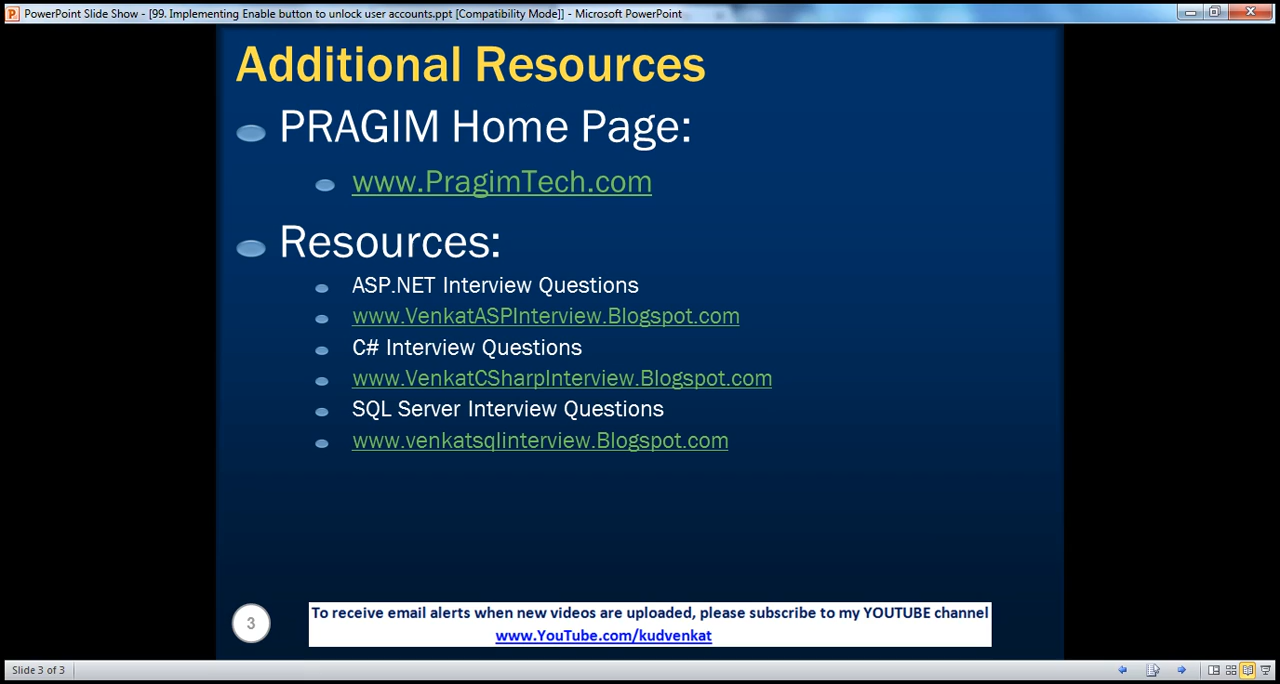 PowerPoint Slide Show - [99. Implementing Enable button to unlock user accounts.ppt [Compatibility Mode]] - Microsoft PowerPoint
Additional Resources
PRAGIM Home Page:
www.PragimTech.com
Resources:
ASP.NET Interview Questions
www.VenkatASPInterview.Blogspot.com
C# Interview Questions
www.VenkatCSharpInterview.Blogspot.com
SQL Server Interview Questions
www.venkatsqlinterview.Blogspot.com
3
To receive email alerts when new videos are uploaded, please subscribe to my YOUTUBE channel
www.YouTube.com/kudvenkat
Slide 3 of 3